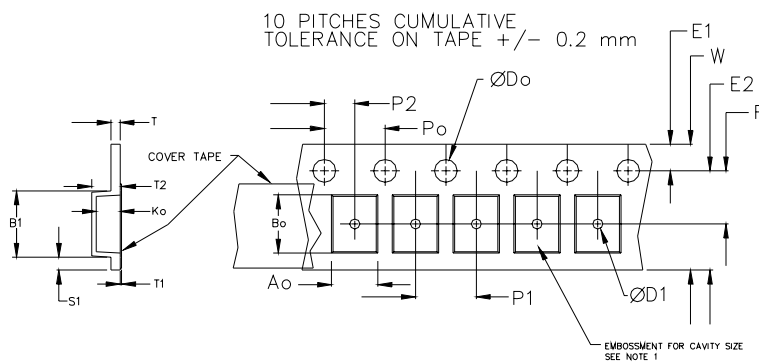 10 PITCHES CUMULATIVE
TOLERANCE ON TAPE +/- 0.2 mm
E1
W
E2
F
ØDo
P2
Po
T
COVER TAPE
T2
Ko
B1
Bo
S1
T1
Ao
P1
ØD1
EMBOSSMENT FOR CAVITY SIZE
SEE NOTE 1